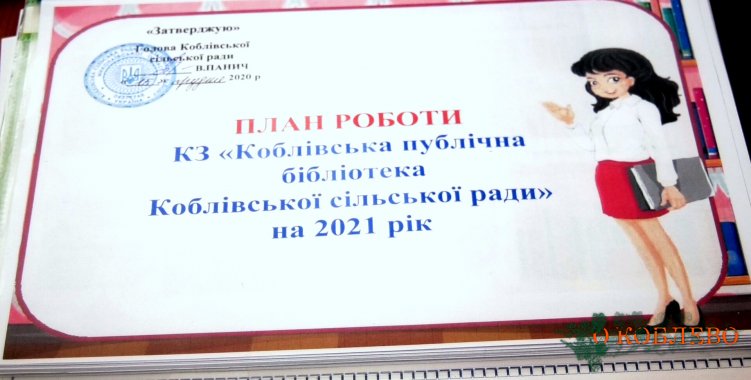 «Затверджую»
Голова Коблівської
сільської ради
В.ПАНИЧ
грудня 2020 р
ПЛАН РОБОТИ
КЗ «Коблівська публічна
бібліотека
Коблівської сільської ради»
на 2021 рік
О КОБЛЕВО